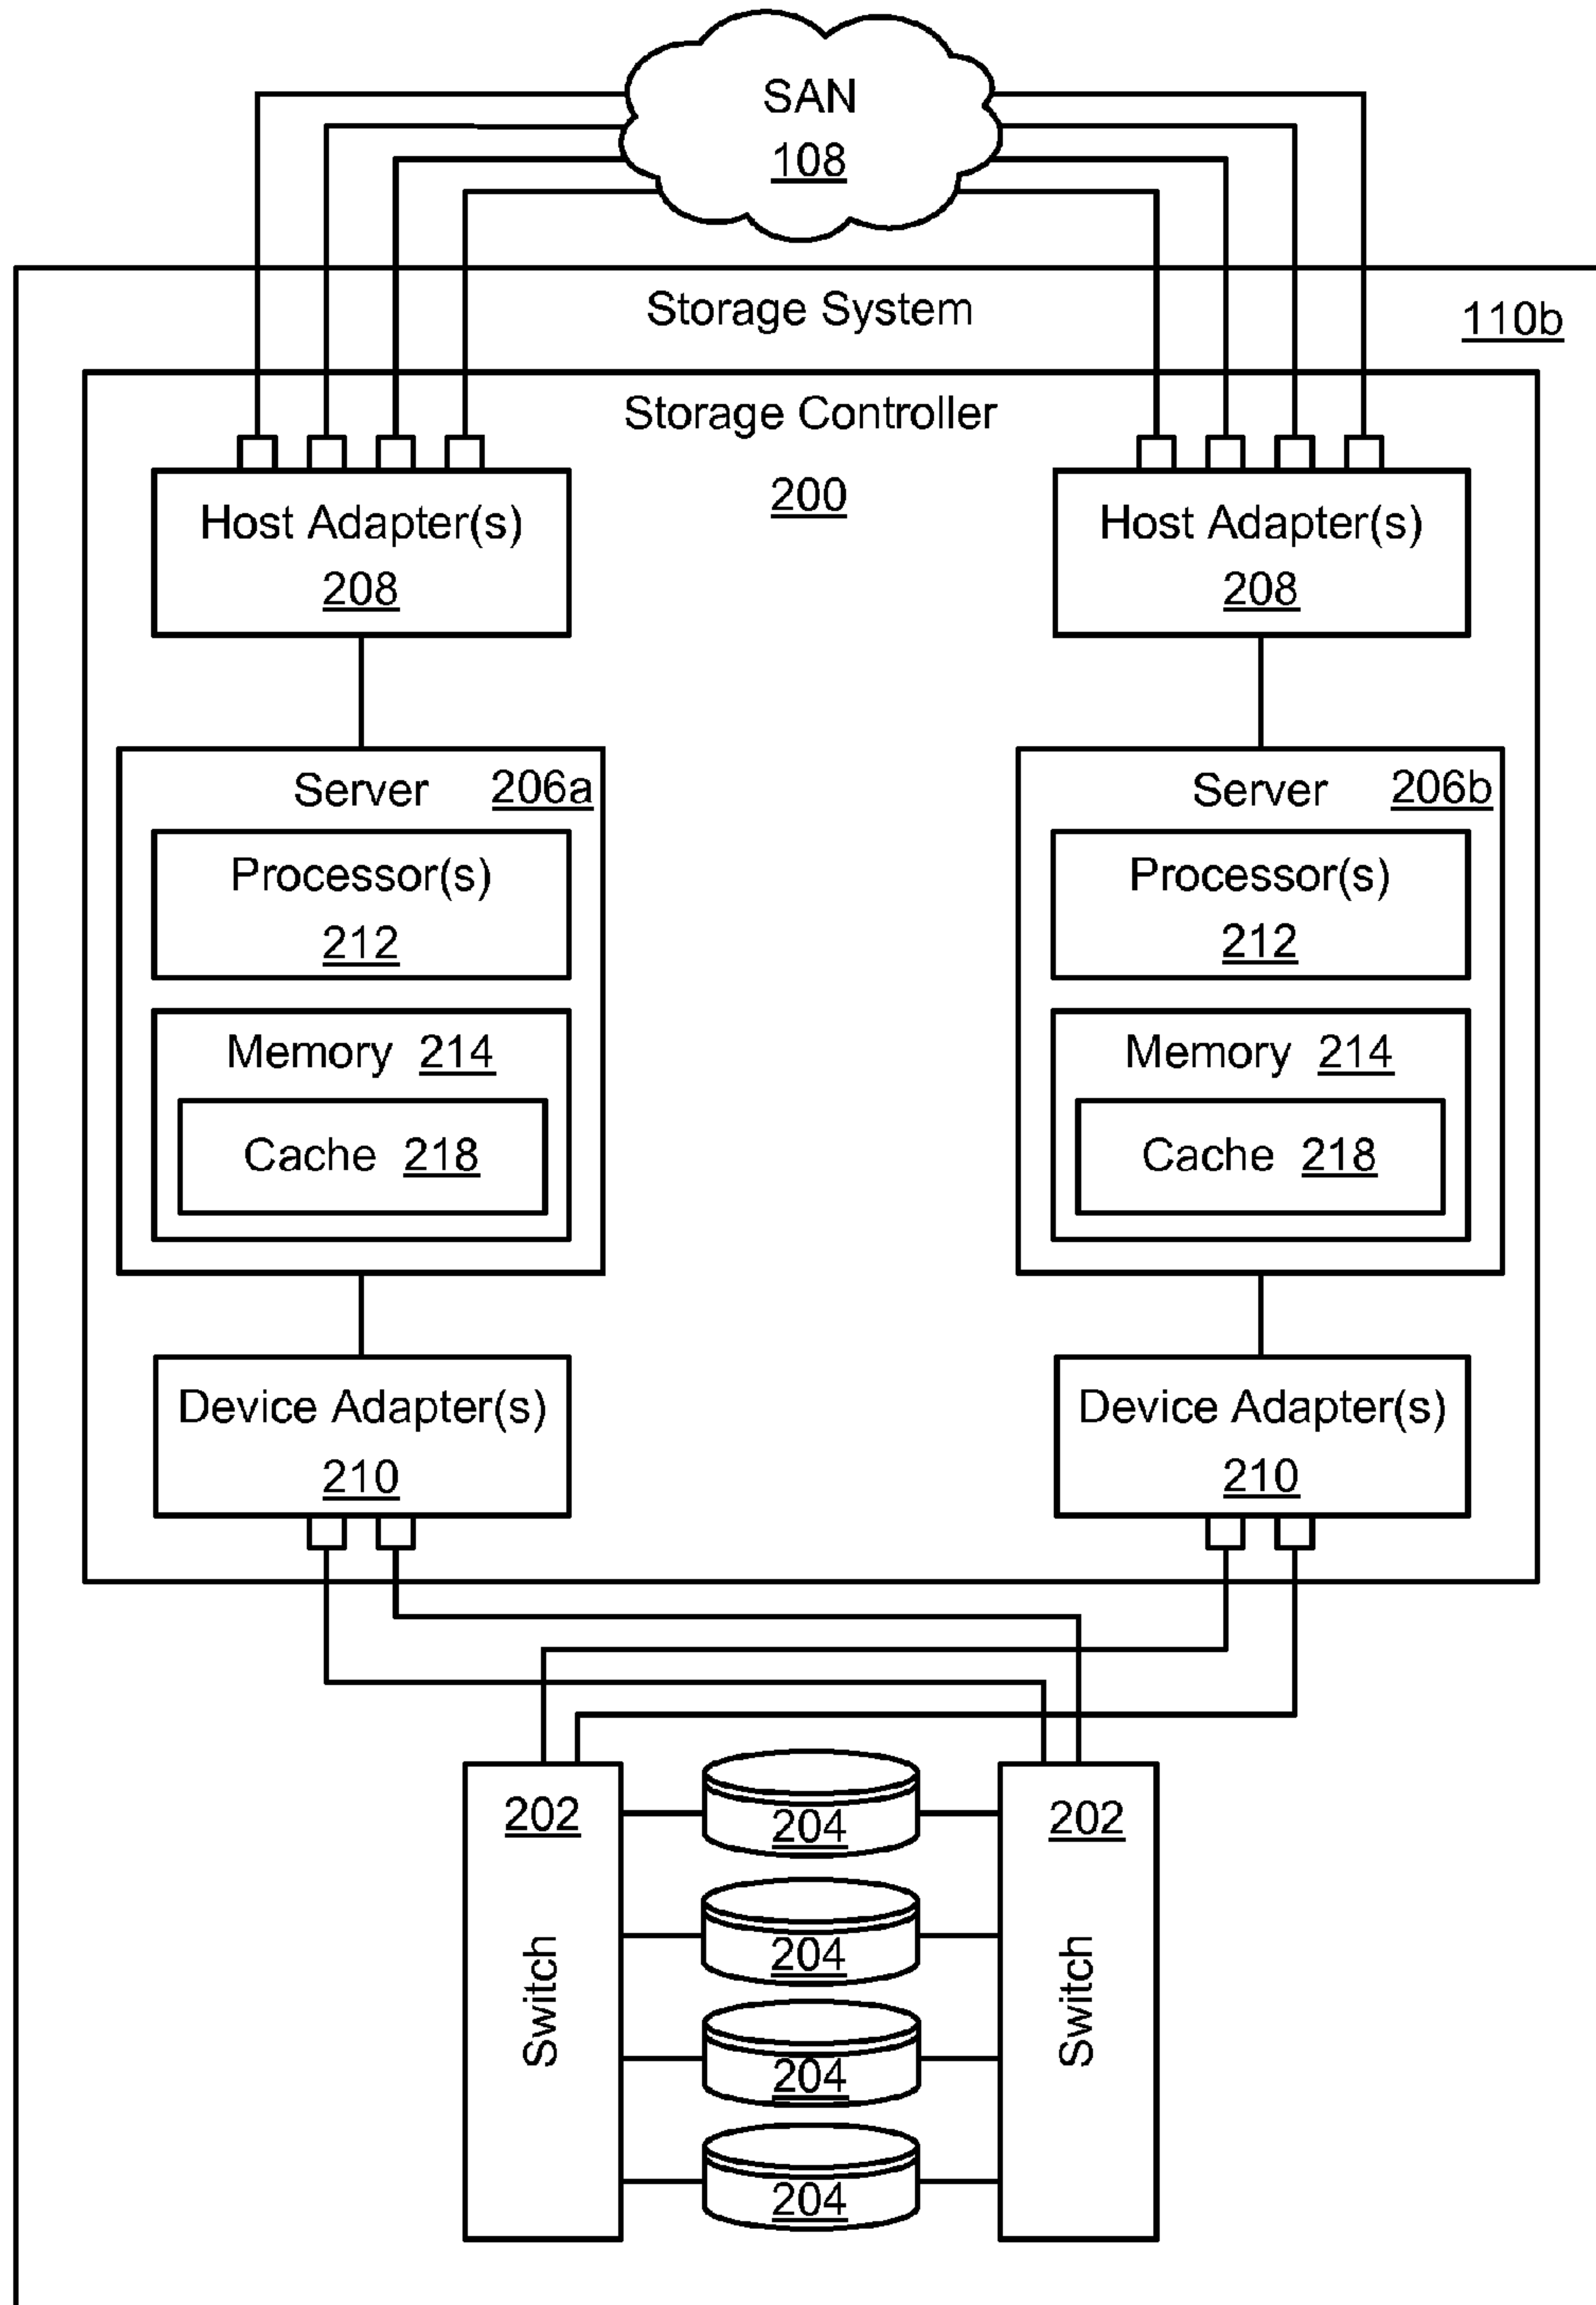 SAN
108
Storage System
110b
Storage Controller
200
Host Adapter(s)
208
Host Adapter(s)
208
Server 206a
Processor(s)
212
Memory 214
Cache 218
Server 206b
Processor(s)
212
Memory 214
Cache 218
Device Adapter(s)
210
Device Adapter(s)
210
202
Switch
204
204
204
204
202
Switch